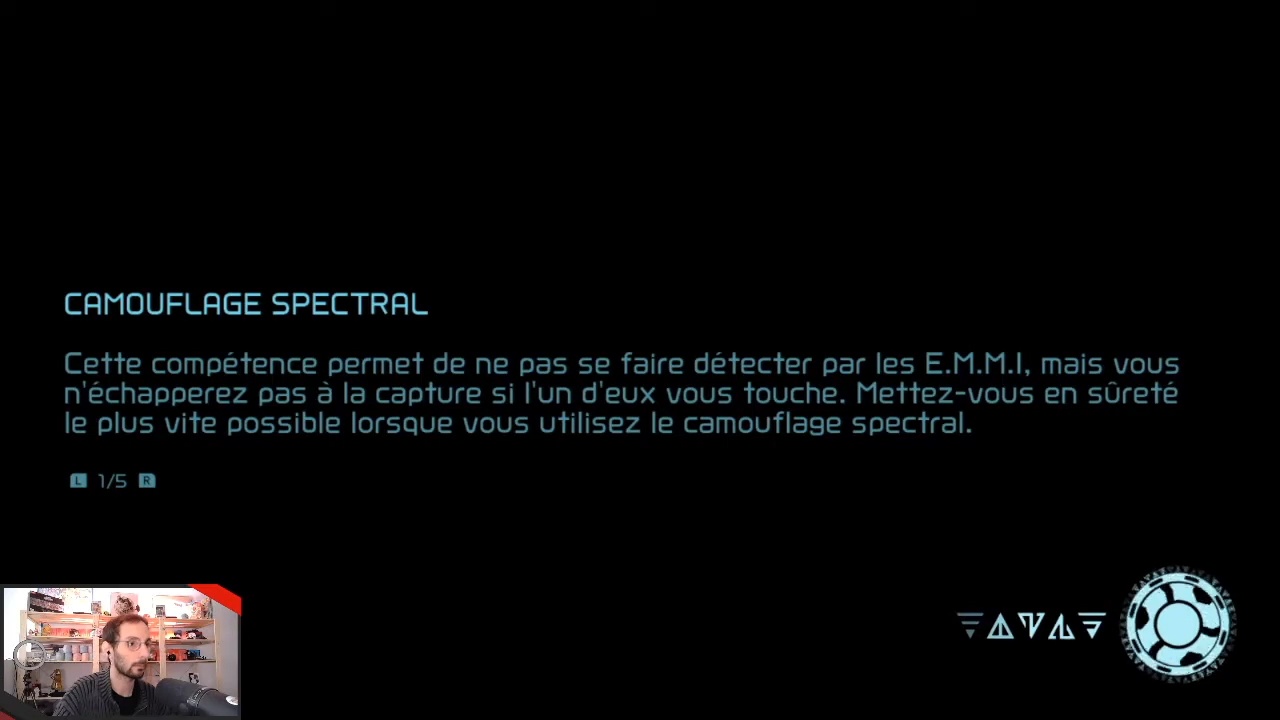 CAMOUFLAGE SPECTRAL
Cette compétence permet de ne pas se faire détecter par les E.M.M.I, mais vous
n'échapperez pas à la capture si l'un d'eux vous touche. Mettez-vous en sûreté
le plus vite possible lorsque vous utilisez le camouflage spectral.
L 1/5 R